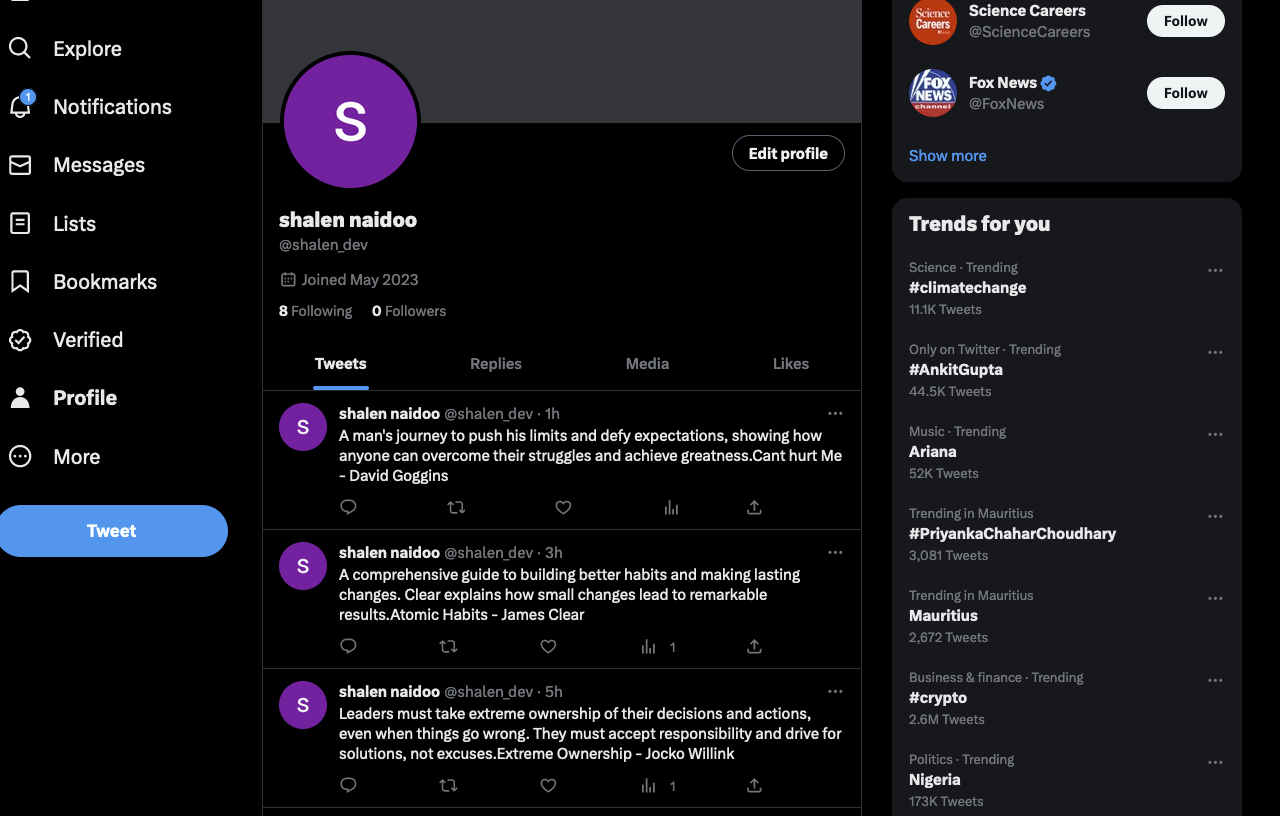 Explore
1
Notifications
Messages
Lists
Bookmarks
Verified
Profile
More
Tweet
S
Edit profile
shalen naidoo
@shalen_dev
Joined May 2023
8 Following 0 Followers
Tweets Replies Media Likes
S
shalen naidoo @shalen_dev · 1h
A man's journey to push his limits and defy expectations, showing how
anyone can overcome their struggles and achieve greatness.Cant hurt Me
- David Goggins
S
shalen naidoo @shalen_dev · 3h
A comprehensive guide to building better habits and making lasting
changes. Clear explains how small changes lead to remarkable
results.Atomic Habits - James Clear
1
S
shalen naidoo @shalen_dev · 5h
Leaders must take extreme ownership of their decisions and actions,
even when things go wrong. They must accept responsibility and drive for
solutions, not excuses.Extreme Ownership - Jocko Willink
1
Science
Careers
Science Careers
@ScienceCareers
Follow
FOX
NEWS
channel
Fox News
@FoxNews
Follow
Show more
Trends for you
Science · Trending
#climatechange
11.1K Tweets
Only on Twitter · Trending
#AnkitGupta
44.5K Tweets
Music · Trending
Ariana
52K Tweets
Trending in Mauritius
#PriyankaChaharChoudhary
3,081 Tweets
Trending in Mauritius
Mauritius
2,672 Tweets
Business & finance · Trending
#crypto
2.6M Tweets
Politics · Trending
Nigeria
173K Tweets